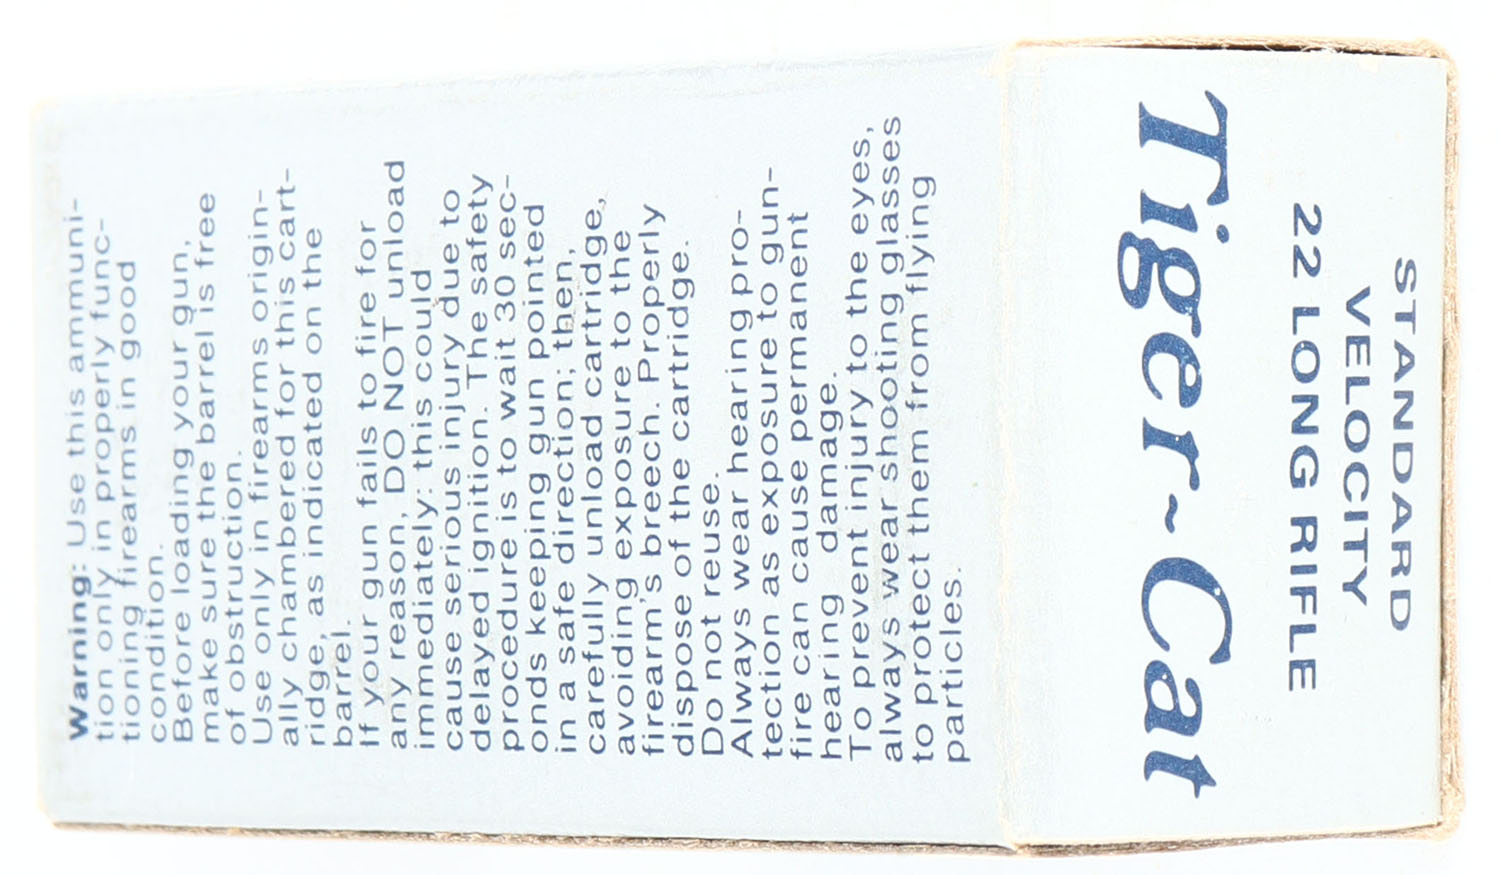 Warning: Use this ammuni-
tion only in properly func-
tioning firearms in good
condition.
Before loading your gun,
make sure the barrel is free
of obstruction.
Use only in firearms origin-
ally chambered for this cart-
ridge, as indicated on the
barrel.
If your gun fails to fire for
any reason, DO NOT unload
immediately: this could
cause serious injury due to
delayed ignition. The safety
procedure is to wait 30 sec-
onds keeping gun pointed
in a safe direction; then,
carefully unload cartridge,
avoiding exposure to the
firearm's breech. Properly
dispose of the cartridge.
Do not reuse.
Always wear hearing pro-
tection as exposure to gun-
fire can cause permanent
hearing damage.
To prevent injury to the eyes,
always wear shooting glasses
to protect them from flying
particles.
Tiger~Cat
22 LONG RIFLE
VELOCITY
STANDARD